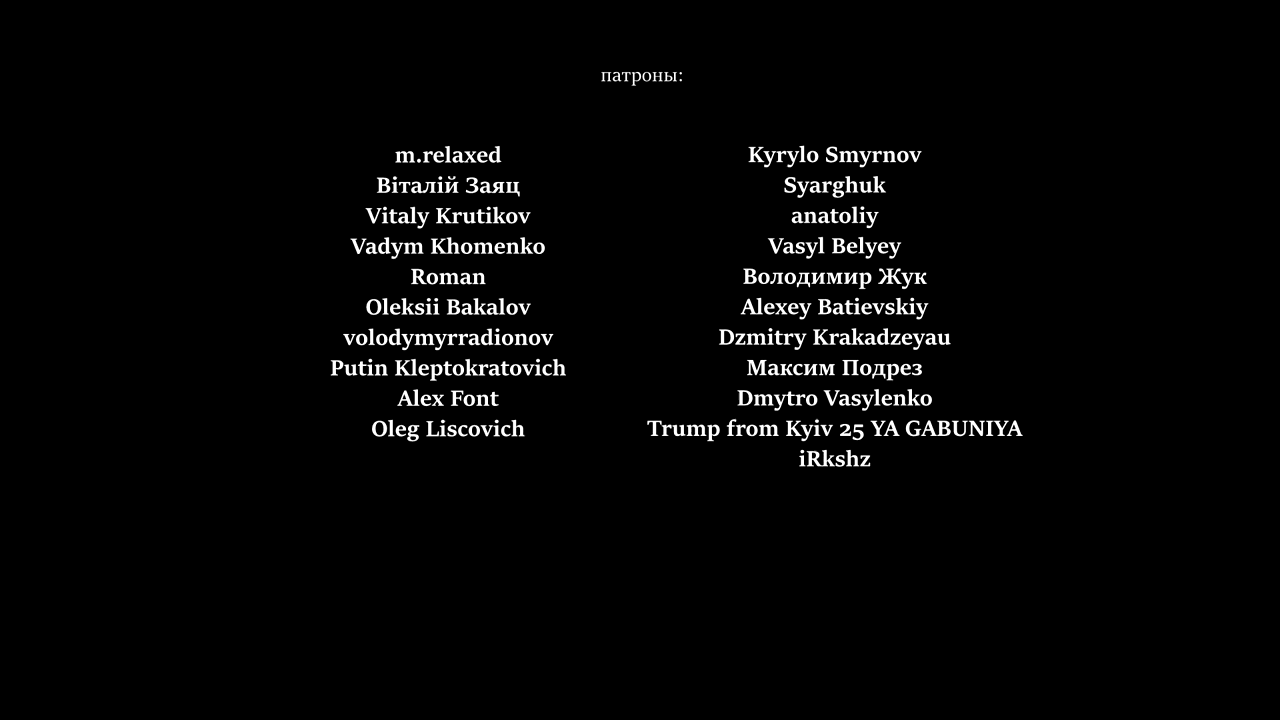 патроны:
m.relaxed
Віталій Заяц
Vitaly Krutikov
Vadym Khomenko
Roman
Oleksii Bakalov
volodymyrradionov
Putin Kleptokratovich
Alex Font
Oleg Liscovich
Kyrylo Smyrnov
Syarghuk
anatoliy
Vasyl Belyey
Володимир Жук
Alexey Batievskiy
Dzmitry Krakadzeyau
Максим Подрез
Dmytro Vasylenko
Trump from Kyiv 25 YA GABUNIYA
iRkshz